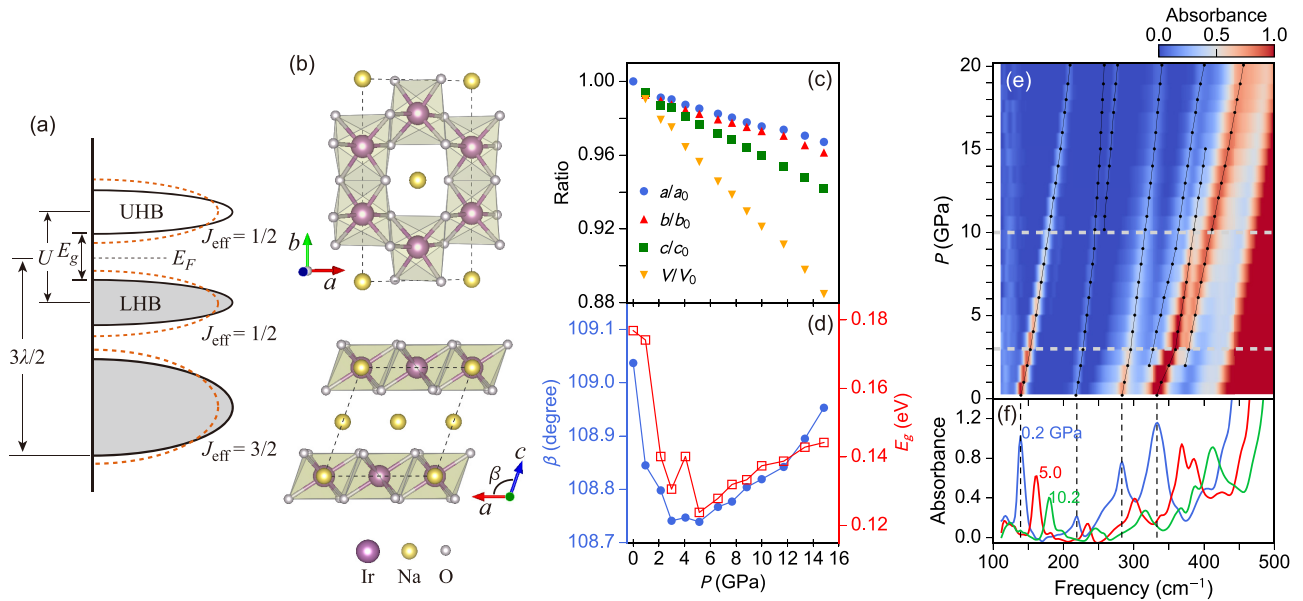 (a)
UHB
J_eff = 1/2
U
E_g
E_F
LHB
J_eff = 1/2
3λ/2
J_eff = 3/2
(b)
b
a
c
β
a
Ir
Na
O
(c)
1.00
0.96
0.92
0.88
Ratio
a/a_0
b/b_0
c/c_0
V/V_0
(d)
109.1
109.0
108.9
108.8
108.7
β (degree)
0.18
0.16
0.14
0.12
E_g (eV)
0 2 4 6 8 10 12 14 16
P (GPa)
Absorbance
0.0 0.5 1.0
(e)
20
15
10
5
0
P (GPa)
(f)
1.2
0.8
0.4
0.0
Absorbance
0.2 GPa
5.0
10.2
100 200 300 400 500
Frequency (cm⁻¹)